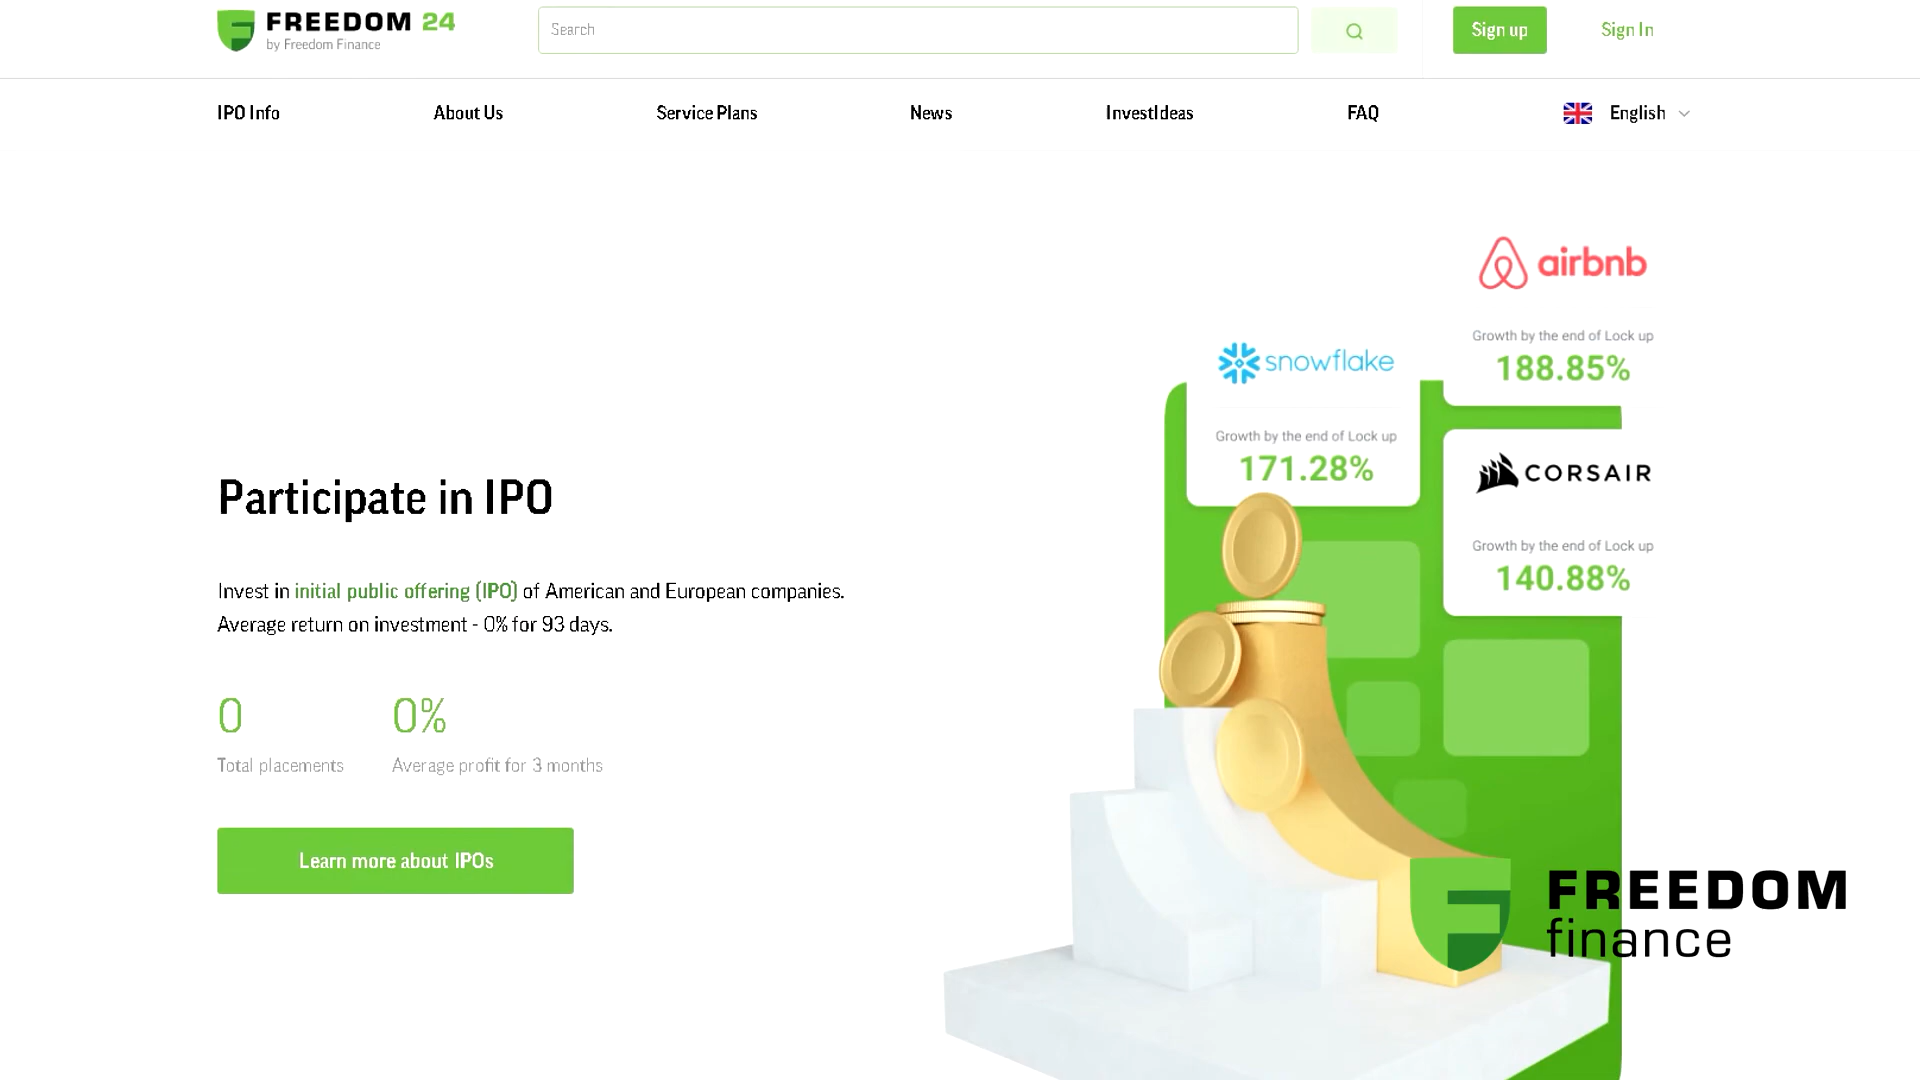 FREEDOM 24
by Freedom Finance
Search
Sign up
Sign In
IPO Info
About Us
Service Plans
News
InvestIdeas
FAQ
English
airbnb
Growth by the end of Lock up
188.85%
snowflake
Growth by the end of Lock up
171.28%
CORSAIR
Growth by the end of Lock up
140.88%
Participate in IPO
Invest in initial public offering (IPO) of American and European companies.
Average return on investment - 0% for 93 days.
0
Total placements
0%
Average profit for 3 months
Learn more about IPOs
FREEDOM
finance